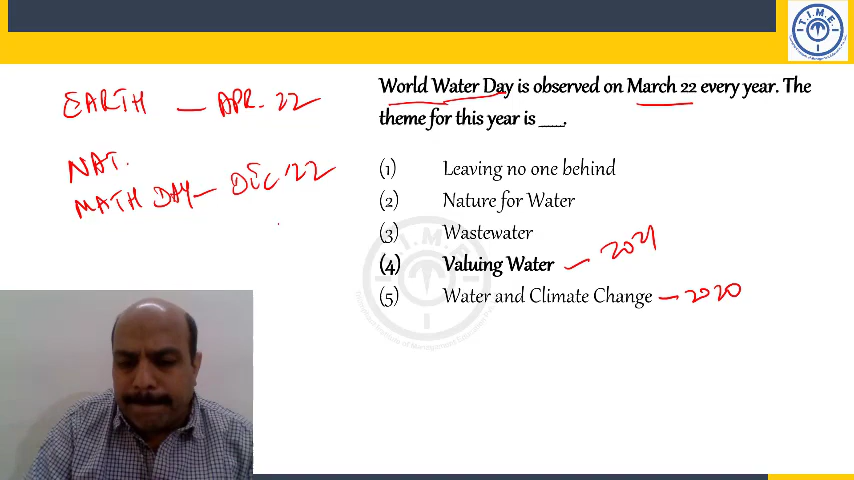 T.I.M.E.
World Water Day is observed on March 22 every year. The
theme for this year is ___.
EARTH — APR. 22
NAT.
MATH DAY — DEC '22
(1) Leaving no one behind
(2) Nature for Water
(3) Wastewater
(4) Valuing Water — 2021
(5) Water and Climate Change — 2020
T.I.M.E.